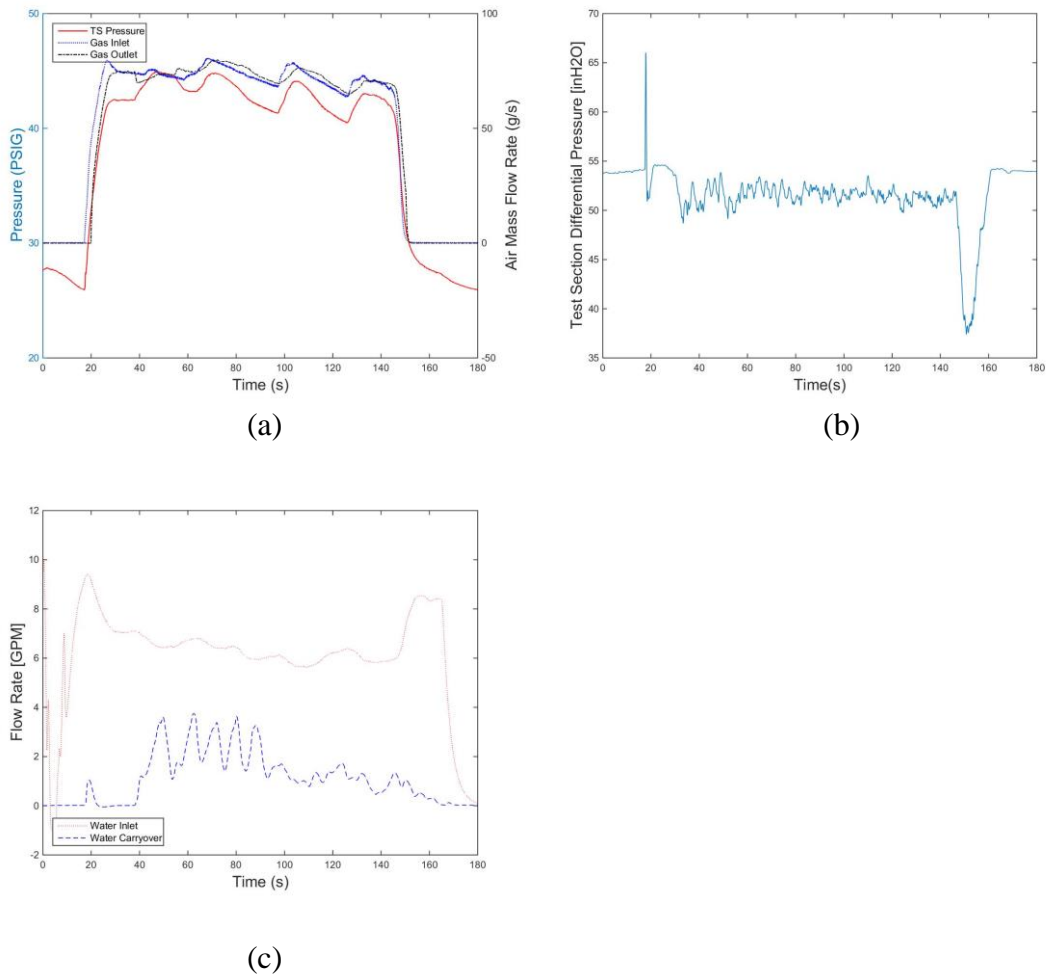 50
40
30
20
Pressure (PSIG)
TS Pressure
Gas Inlet
Gas Outlet
100
50
0
-50
Air Mass Flow Rate (g/s)
0 20 40 60 80 100 120 140 160 180
Time (s)
(a)
70
65
60
55
50
45
40
35
Test Section Differential Pressure [inH2O]
0 20 40 60 80 100 120 140 160 180
Time(s)
(b)
12
10
8
6
4
2
0
-2
Flow Rate [GPM]
Water Inlet
Water Carryover
0 20 40 60 80 100 120 140 160 180
Time (s)
(c)